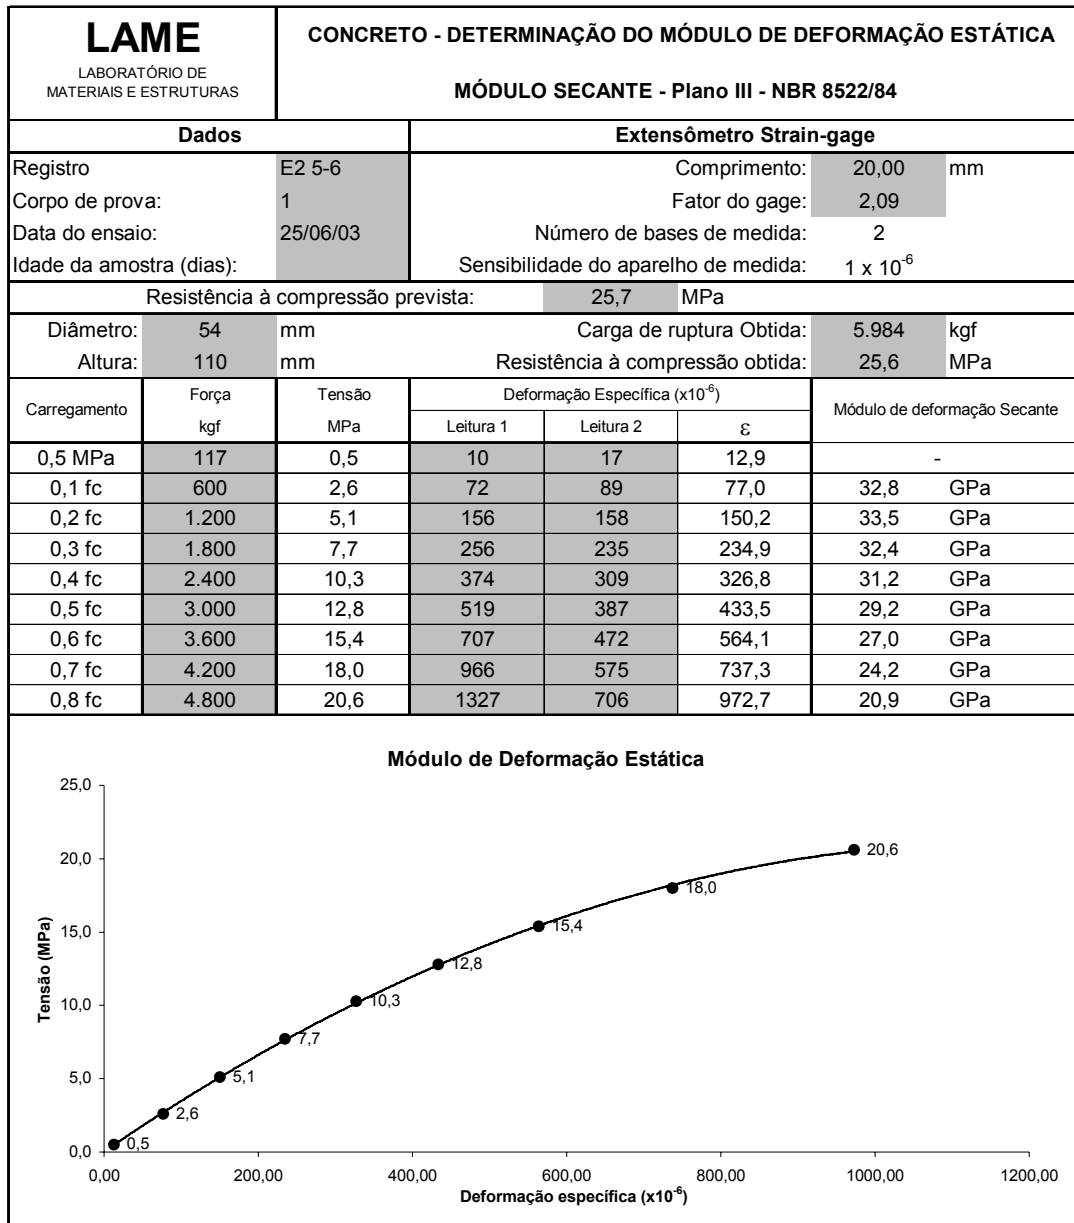 LAME
LABORATÓRIO DE
MATERIAIS E ESTRUTURAS
CONCRETO - DETERMINAÇÃO DO MÓDULO DE DEFORMAÇÃO ESTÁTICA
MÓDULO SECANTE - Plano III - NBR 8522/84
Dados Extensômetro Strain-gage
Registro E2 5-6 Comprimento: 20,00 mm
Corpo de prova: 1 Fator do gage: 2,09
Data do ensaio: 25/06/03 Número de bases de medida: 2
Idade da amostra (dias): Sensibilidade do aparelho de medida: 1 x 10⁻⁶
Resistência à compressão prevista: 25,7 MPa
Diâmetro: 54 mm Carga de ruptura Obtida: 5.984 kgf
Altura: 110 mm Resistência à compressão obtida: 25,6 MPa
Carregamento Força Tensão Deformação Específica (x10⁻⁶) Módulo de deformação Secante
kgf MPa Leitura 1 Leitura 2 ε
0,5 MPa 117 0,5 10 17 12,9 -
0,1 fc 600 2,6 72 89 77,0 32,8 GPa
0,2 fc 1.200 5,1 156 158 150,2 33,5 GPa
0,3 fc 1.800 7,7 256 235 234,9 32,4 GPa
0,4 fc 2.400 10,3 374 309 326,8 31,2 GPa
0,5 fc 3.000 12,8 519 387 433,5 29,2 GPa
0,6 fc 3.600 15,4 707 472 564,1 27,0 GPa
0,7 fc 4.200 18,0 966 575 737,3 24,2 GPa
0,8 fc 4.800 20,6 1327 706 972,7 20,9 GPa
Módulo de Deformação Estática
Tensão (MPa)
25,0
20,0
15,0
10,0
5,0
0,0
0,5
2,6
5,1
7,7
10,3
12,8
15,4
18,0
20,6
0,00 200,00 400,00 600,00 800,00 1000,00 1200,00
Deformação específica (x10⁻⁶)